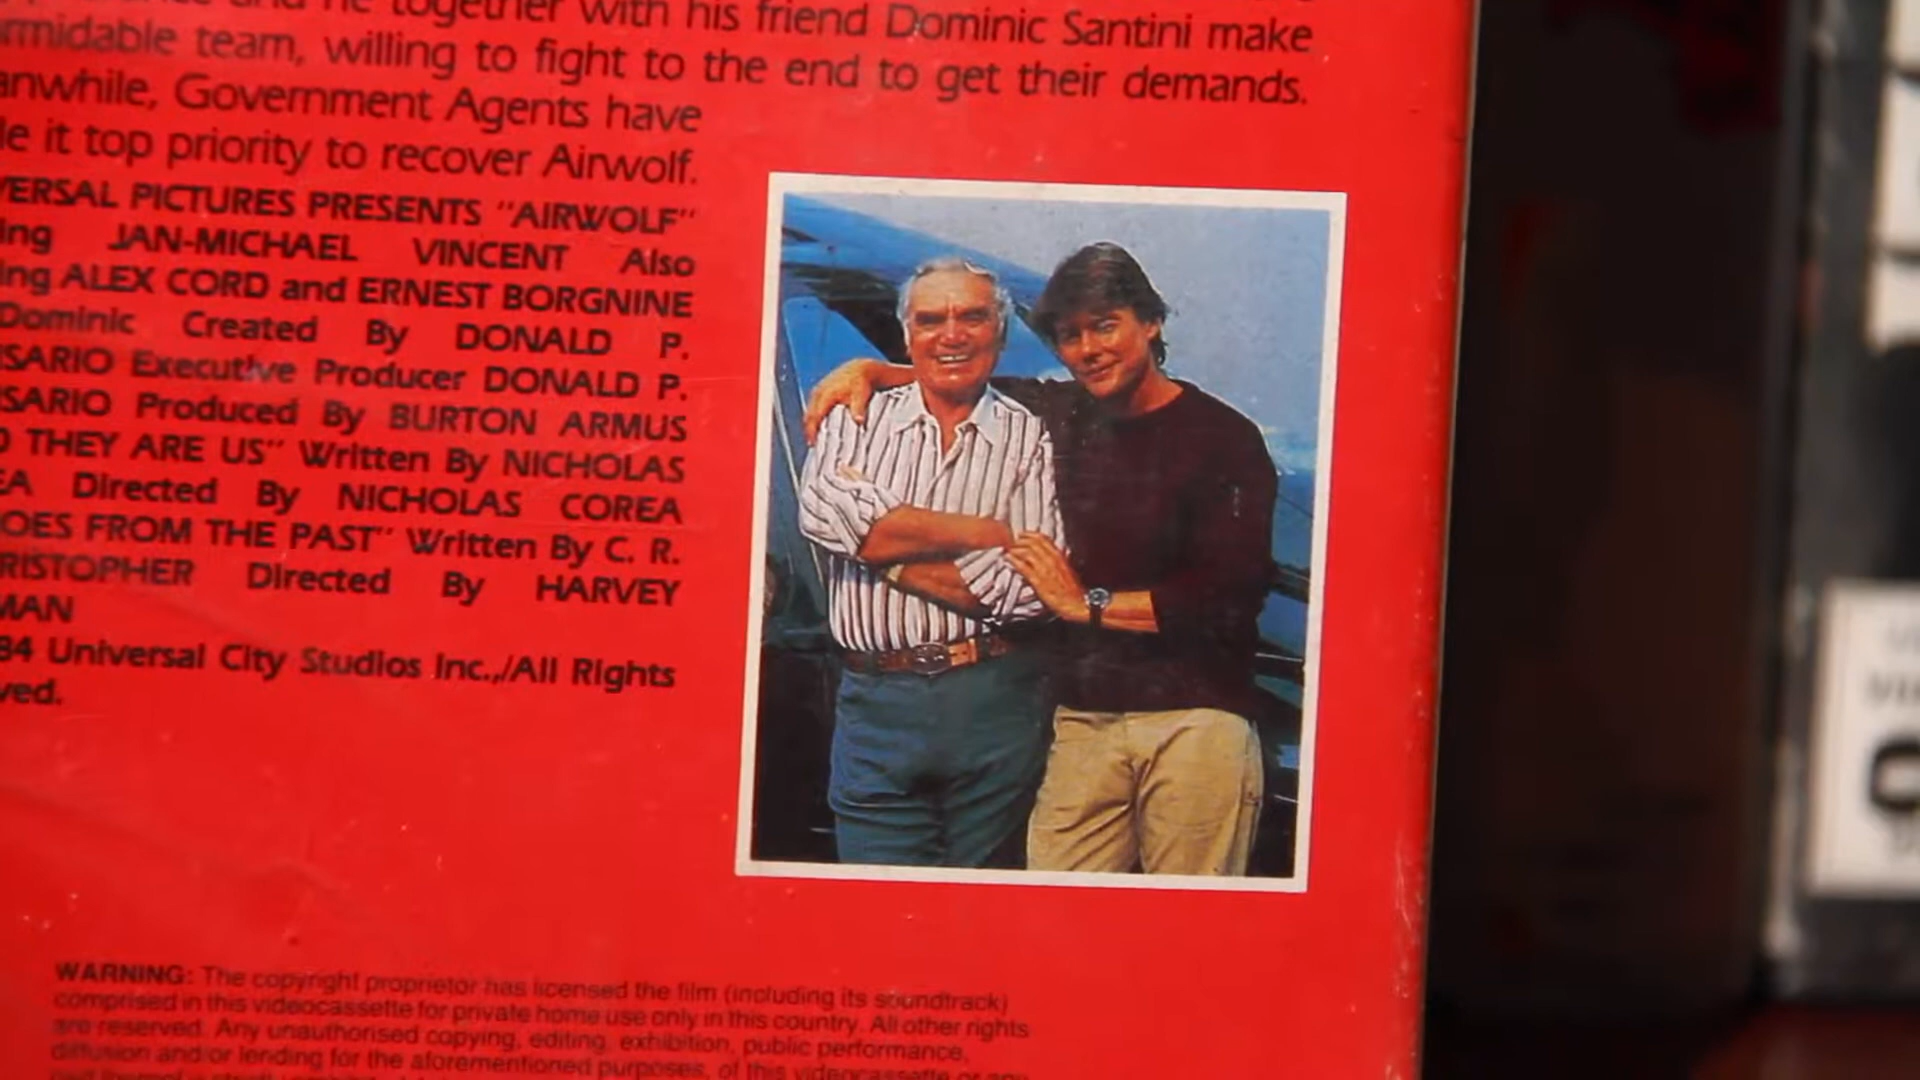 and he together with his friend Dominic Santini make
rmidable team, willing to fight to the end to get their demands.
anwhile, Government Agents have
le it top priority to recover Airwolf.
VERSAL PICTURES PRESENTS "AIRWOLF"
ing JAN-MICHAEL VINCENT Also
ing ALEX CORD and ERNEST BORGNINE
Dominic Created By DONALD P.
SARIO Executive Producer DONALD P.
SARIO Produced By BURTON ARMUS
THEY ARE US" Written By NICHOLAS
EA Directed By NICHOLAS COREA
OES FROM THE PAST" Written By C. R.
RISTOPHER Directed By HARVEY
MAN
84 Universal City Studios Inc.,/All Rights
ved.
WARNING: The copyright proprietor has licensed the film (including its soundtrack)
comprised in this videocassette for private home use only in this country. All other rights
are reserved. Any unauthorised copying, editing, exhibition, public performance,
diffusion and/or lending for the aforementioned purposes, of this videocassette or any